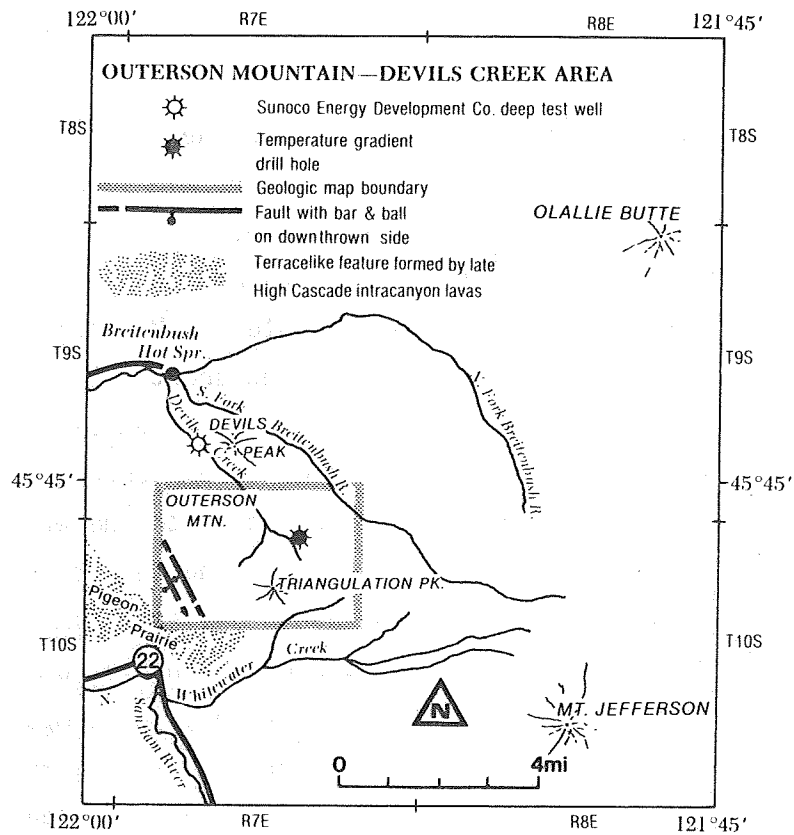 122°00′ R7E R8E 121°45′
OUTERSON MOUNTAIN—DEVILS CREEK AREA
Sunoco Energy Development Co. deep test well
T8S
T8S
Temperature gradient
drill hole
Geologic map boundary
Fault with bar & ball
on downthrown side
OLALLIE BUTTE
Terracelike feature formed by late
High Cascade intracanyon lavas
Breitenbush
Hot Spr.
T9S
T9S
S. Fork
Breitenbush R.
N. Fork Breitenbush R.
Devils
Creek
DEVILS
PEAK
45°45′
45°45′
OUTERSON
MTN.
TRIANGULATION PK.
Pigeon
Prairie
T10S
T10S
22
Whitewater Creek
N.
Santiam River
N
MT. JEFFERSON
0 4mi
122°00′ R7E R8E 121°45′